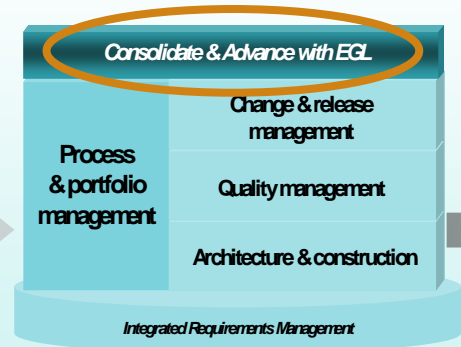 Consolidate & Advance with EGL
Process
& portfolio
management
Change & release
management
Quality management
Architecture & construction
Integrated Requirements Management